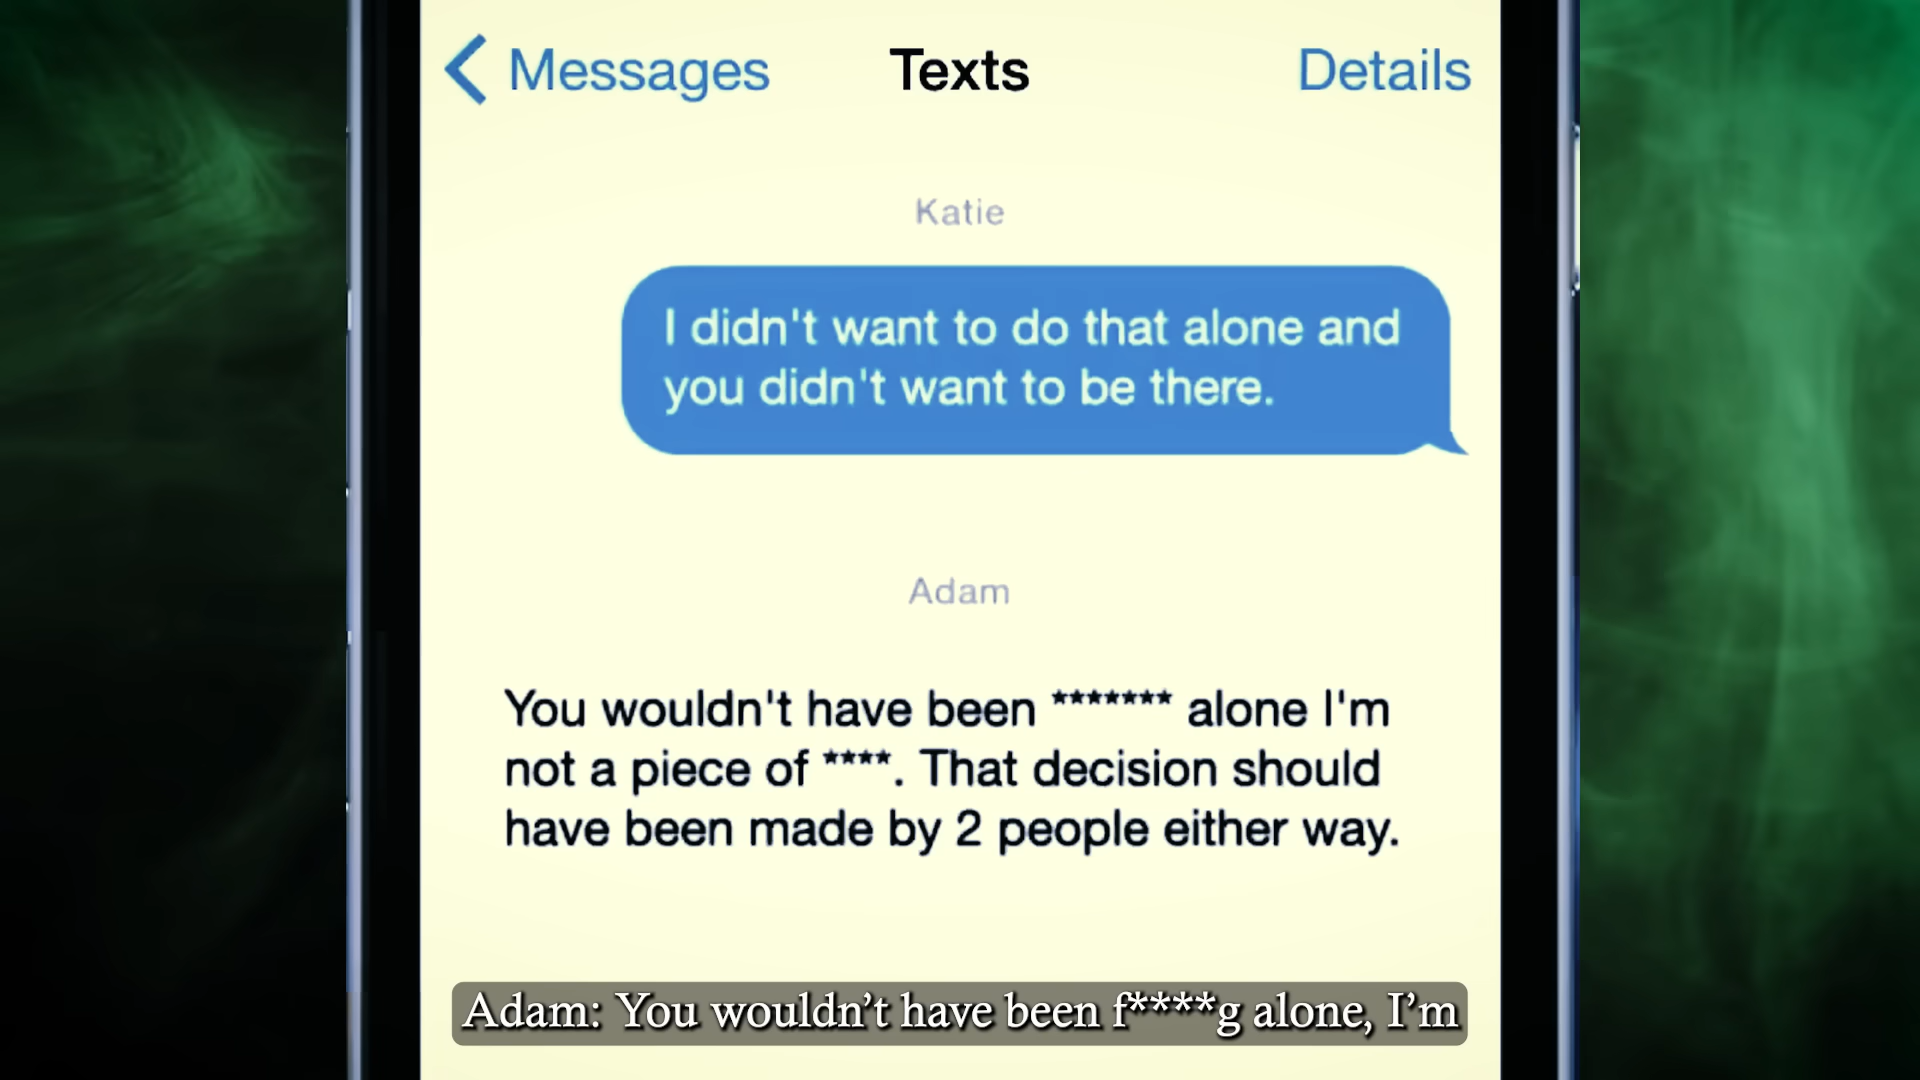 Messages Texts Details
Katie
I didn't want to do that alone and
you didn't want to be there.
Adam
You wouldn't have been ******* alone I'm
not a piece of ****. That decision should
have been made by 2 people either way.
Adam: You wouldn’t have been f****g alone, I’m